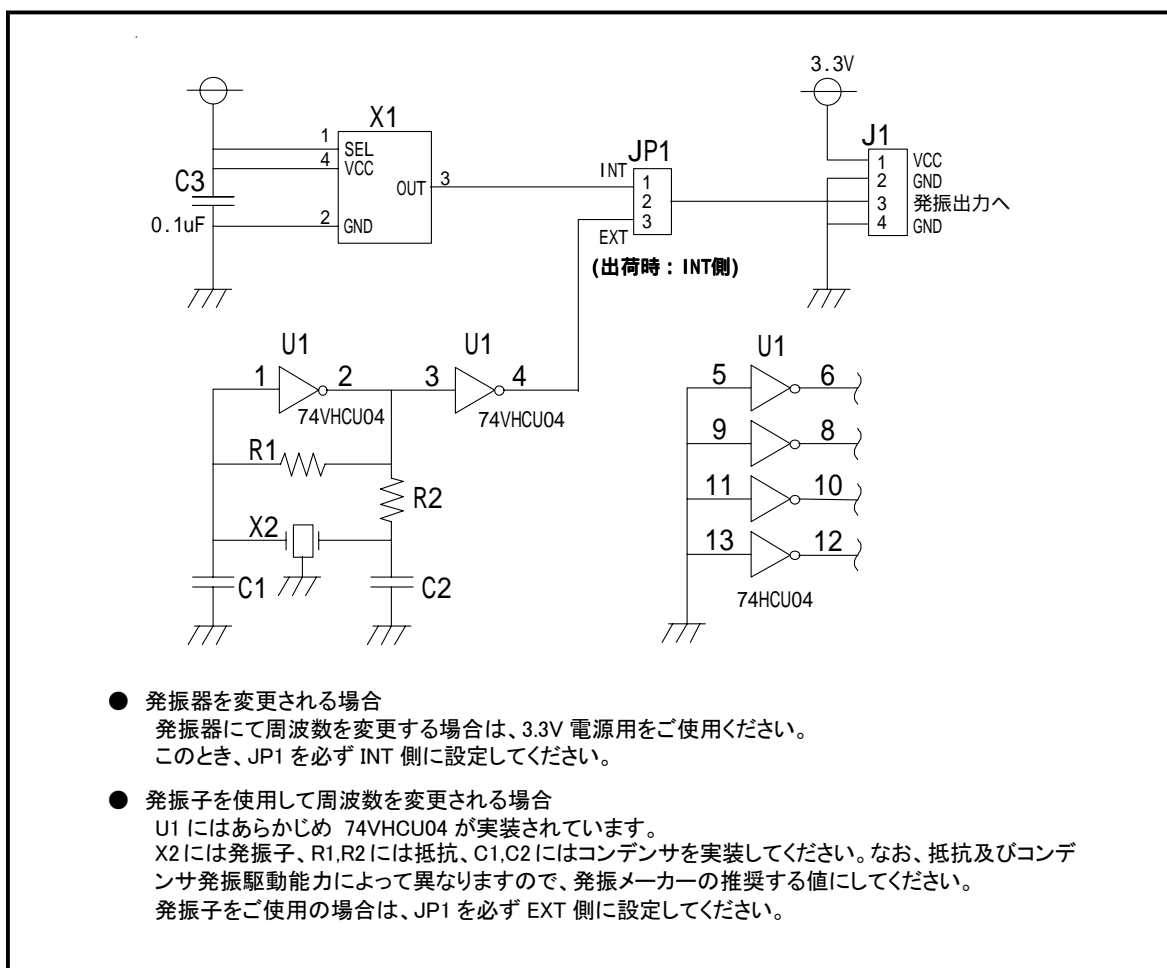 3.3V
X1
1
SEL
4
VCC
OUT 3
2 GND
C3
0.1uF
JP1
INT
1
2
3
EXT
(出荷時：INT側)
J1
1 VCC
2 GND
3 発振出力へ
4 GND
U1
1 2
74VHCU04
U1
3 4
74VHCU04
R1
R2
X2
C1
C2
U1
5 6
9 8
11 10
13 12
74HCU04
● 発振器を変更される場合
発振器にて周波数を変更する場合は、3.3V 電源用をご使用ください。
このとき、JP1 を必ず INT 側に設定してください。
● 発振子を使用して周波数を変更される場合
U1 にはあらかじめ 74VHCU04 が実装されています。
X2には発振子、R1,R2には抵抗、C1,C2にはコンデンサを実装してください。なお、抵抗及びコンデ
ンサ発振駆動能力によって異なりますので、発振メーカーの推奨する値にしてください。
発振子をご使用の場合は、JP1 を必ず EXT 側に設定してください。